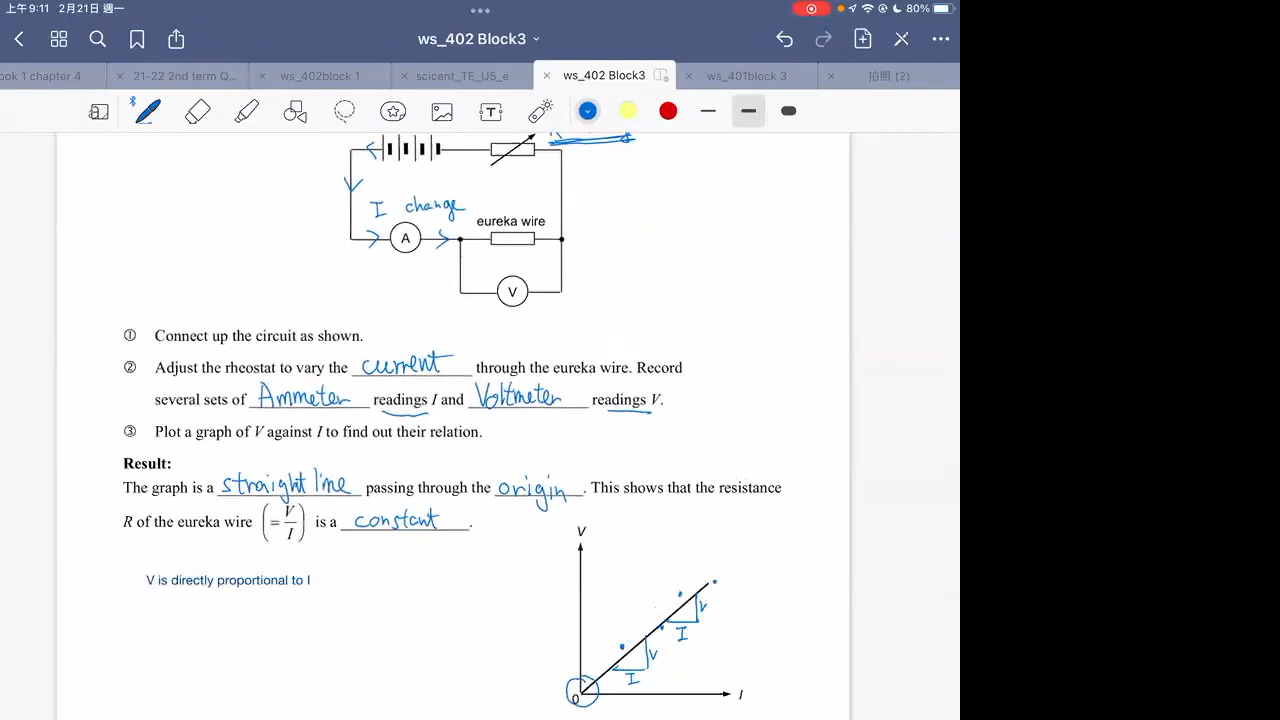 上午9:11 2月21日 週一
80%
ws_402 Block3
ook 1 chapter 4
21-22 2nd term Q...
ws_402block 1
scicent_TE_U5_e
ws_402 Block3
ws_401block 3
拍照 (2)
I change
eureka wire
A
V
① Connect up the circuit as shown.
② Adjust the rheostat to vary the current through the eureka wire. Record
several sets of Ammeter readings I and Voltmeter readings V.
③ Plot a graph of V against I to find out their relation.
Result:
The graph is a straight line passing through the origin. This shows that the resistance
R of the eureka wire (= V/I) is a constant.
V
V is directly proportional to I
V
I
V
I
0
I